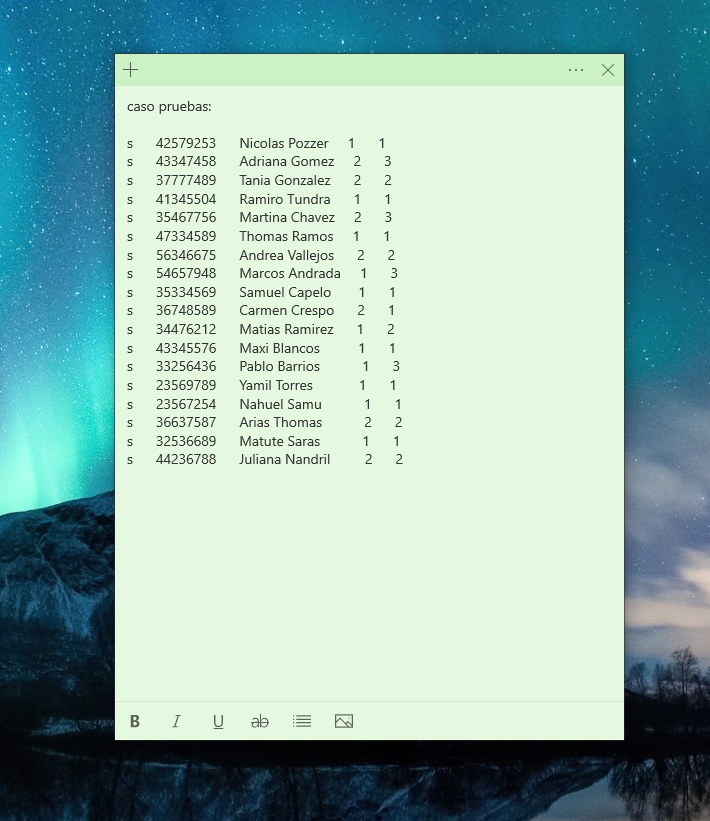 caso pruebas:
s 42579253 Nicolas Pozzer 1 1
s 43347458 Adriana Gomez 2 3
s 37777489 Tania Gonzalez 2 2
s 41345504 Ramiro Tundra 1 1
s 35467756 Martina Chavez 2 3
s 47334589 Thomas Ramos 1 1
s 56346675 Andrea Vallejos 2 2
s 54657948 Marcos Andrada 1 3
s 35334569 Samuel Capelo 1 1
s 36748589 Carmen Crespo 2 1
s 34476212 Matias Ramirez 1 2
s 43345576 Maxi Blancos 1 1
s 33256436 Pablo Barrios 1 3
s 23569789 Yamil Torres 1 1
s 23567254 Nahuel Samu 1 1
s 36637587 Arias Thomas 2 2
s 32536689 Matute Saras 1 1
s 44236788 Juliana Nandril 2 2
B I U ab